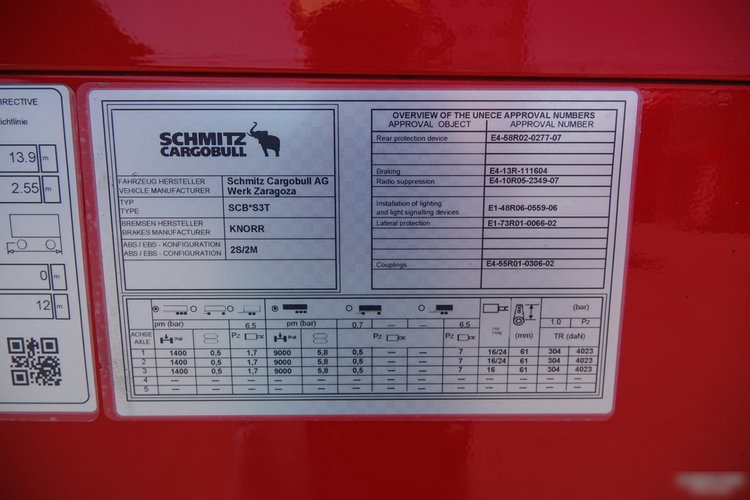 IRECTIVE
ichtlinie
13.9 m
2.55 m
0 m
12 m
SCHMITZ
CARGOBULL
FAHRZEUG HERSTELLER
VEHICLE MANUFACTURER
Schmitz Cargobull AG
Werk Zaragoza
TYP
TYPE
SCB*S3T
BREMSEN HERSTELLER
BRAKES MANUFACTURER
KNORR
ABS / EBS - KONFIGURATION
ABS / EBS - CONFIGURATION
2S/2M
OVERVIEW OF THE UNECE APPROVAL NUMBERS
APPROVAL OBJECT APPROVAL NUMBER
Rear protection device E4-58R02-0277-07
Braking E4-13R-111604
Radio suppression E4-10R05-2349-07
Installation of lighting
and light signalling devices E1-48R06-0559-06
Lateral protection E1-73R01-0066-02
Couplings E4-55R01-0306-02
(bar)
pm (bar) 6.5 pm (bar) 0.7 — — 6.5 1.0 Pz
ACHSE
AXLE
Pz Pz Pz TYP TYPE (mm) TR (daN)
1 1400 0,5 1,7 9000 5,8 0,5 — — 7 16/24 61 304 4023
2 1400 0,5 1,7 9000 5,8 0,5 — — 7 16/24 61 304 4023
3 1400 0,5 1,7 9000 5,8 0,5 — — 7 16 61 304 4023
4 — — — — — — — — — — — — —
5 — — — — — — — — — — — — —